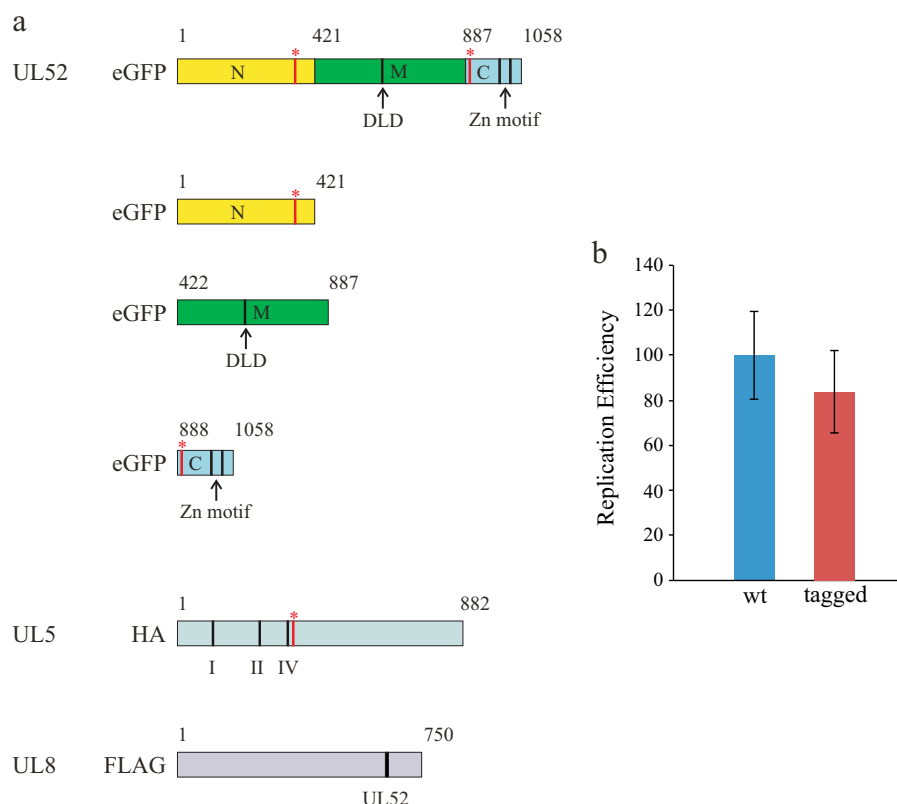 a
1 421 887 1058
* *
UL52 eGFP N M C
DLD Zn motif
1 421
*
eGFP N
422 887
eGFP M
DLD
888 1058
*
eGFP C
Zn motif
1 882
*
UL5 HA
I II IV
1 750
UL8 FLAG
UL52
b
Replication Efficiency
140
120
100
80
60
40
20
0
wt tagged